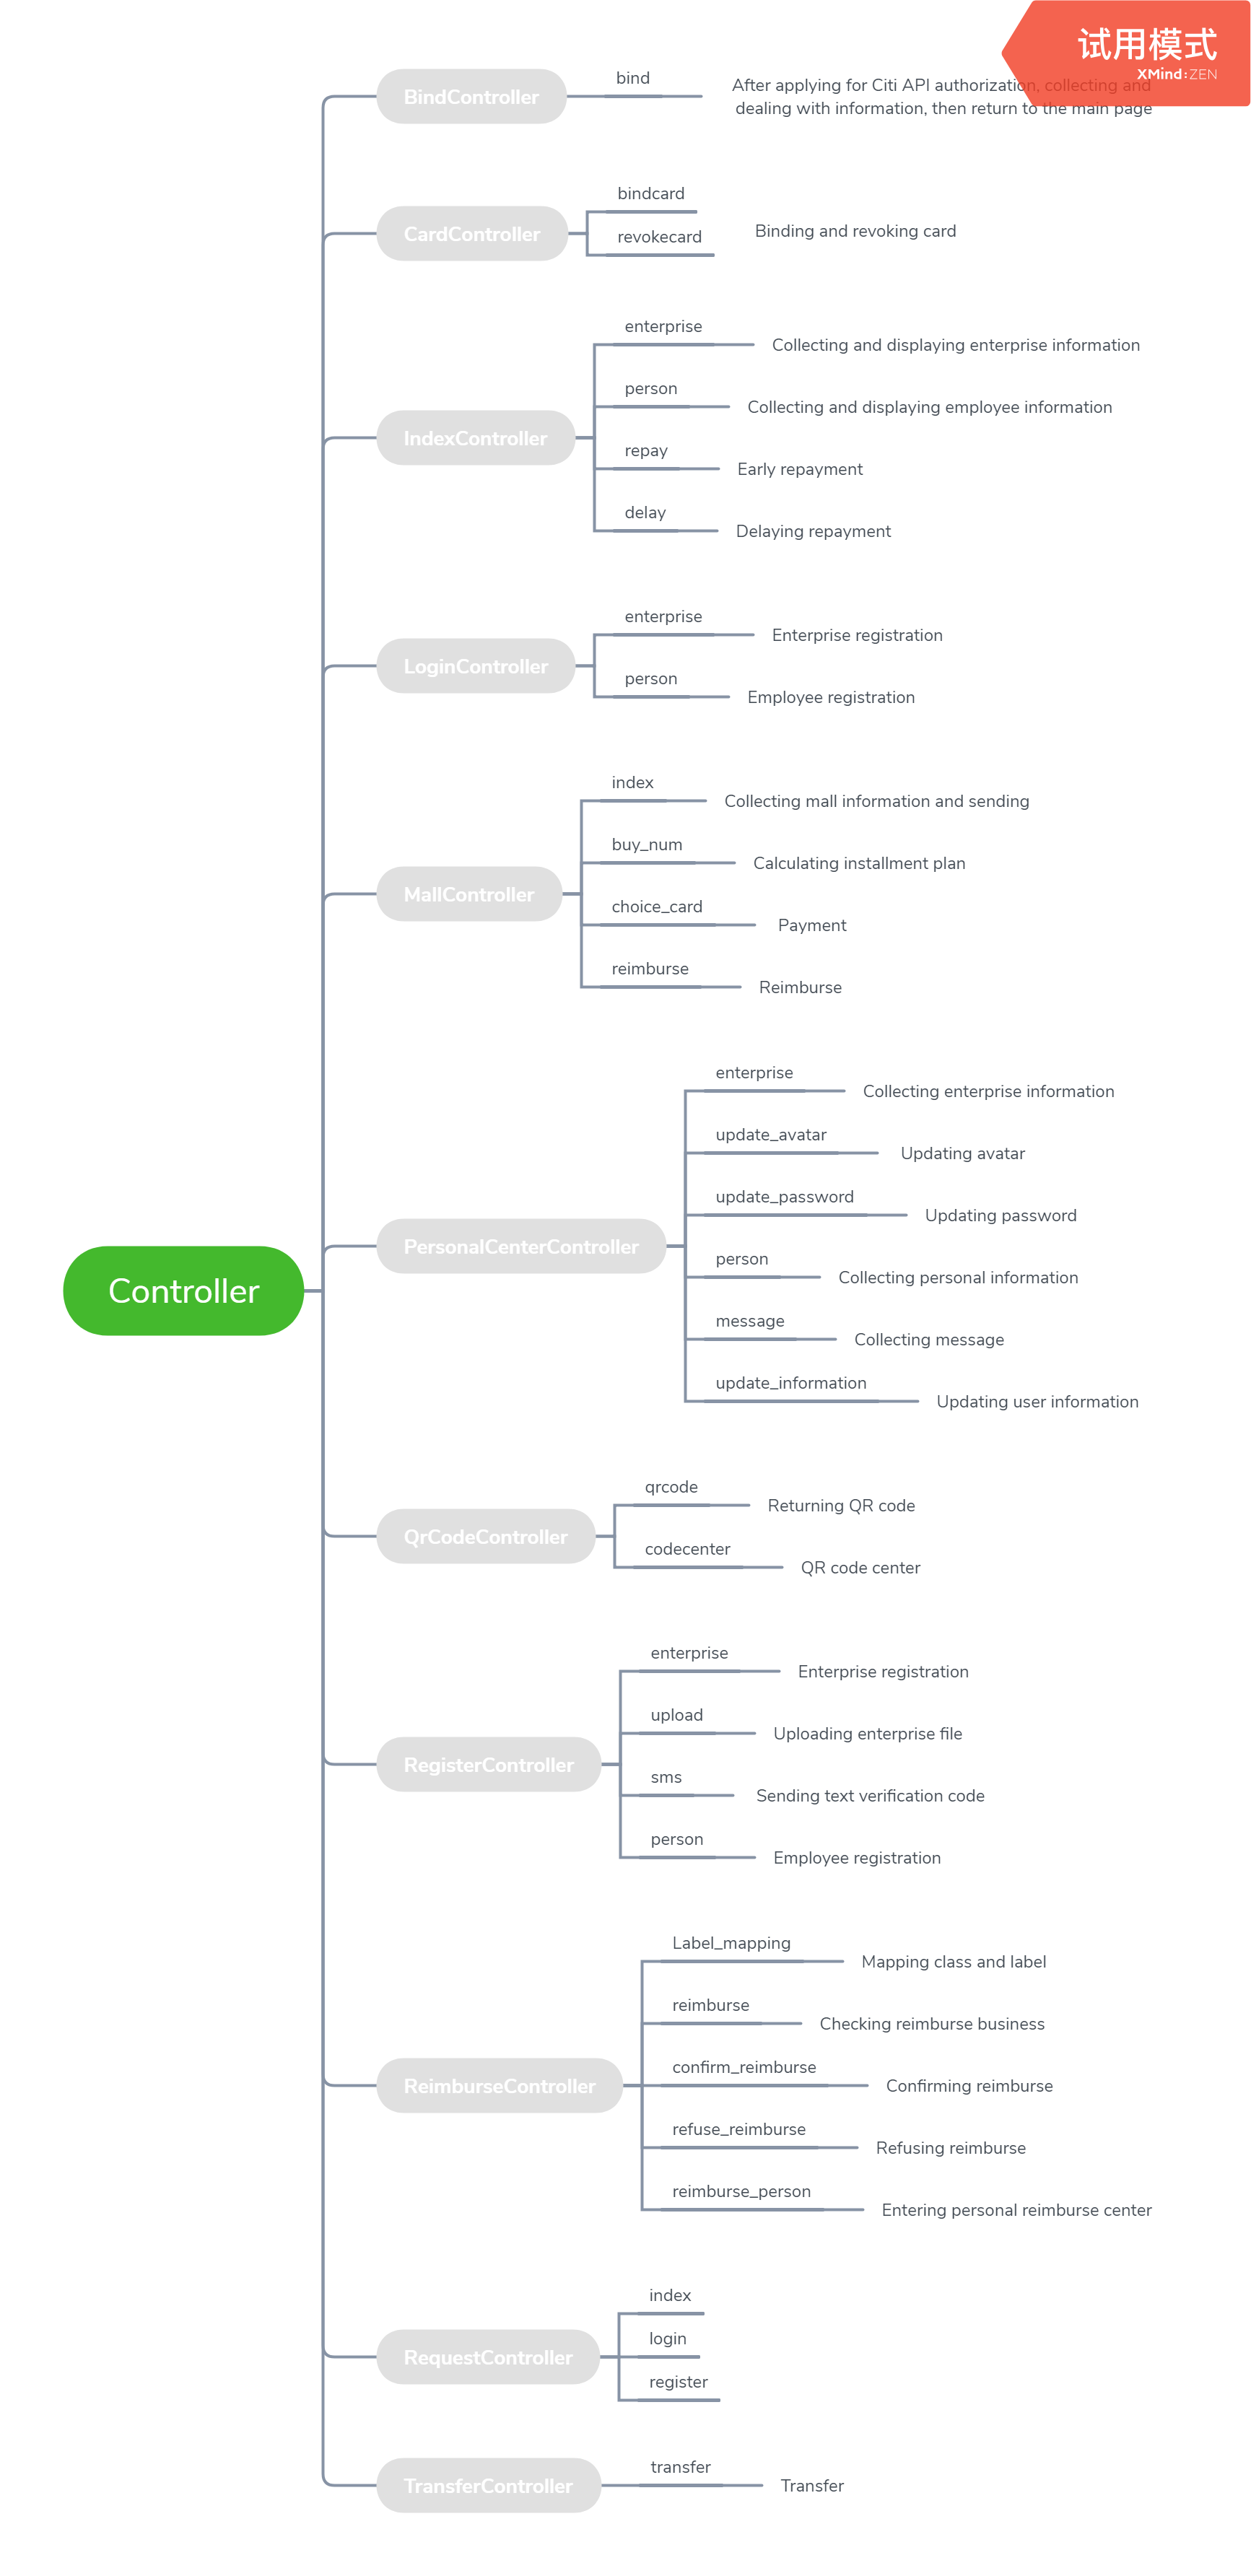 试用模式
XMind:ZEN
BindController
bind
After applying for Citi API authorization, collecting and
dealing with information, then return to the main page
CardController
bindcard
revokecard
Binding and revoking card
IndexController
enterprise
Collecting and displaying enterprise information
person
Collecting and displaying employee information
repay
Early repayment
delay
Delaying repayment
LoginController
enterprise
Enterprise registration
person
Employee registration
MallController
index
Collecting mall information and sending
buy_num
Calculating installment plan
choice_card
Payment
reimburse
Reimburse
Controller
PersonalCenterController
enterprise
Collecting enterprise information
update_avatar
Updating avatar
update_password
Updating password
person
Collecting personal information
message
Collecting message
update_information
Updating user information
QrCodeController
qrcode
Returning QR code
codecenter
QR code center
RegisterController
enterprise
Enterprise registration
upload
Uploading enterprise file
sms
Sending text verification code
person
Employee registration
ReimburseController
Label_mapping
Mapping class and label
reimburse
Checking reimburse business
confirm_reimburse
Confirming reimburse
refuse_reimburse
Refusing reimburse
reimburse_person
Entering personal reimburse center
RequestController
index
login
register
TransferController
transfer
Transfer